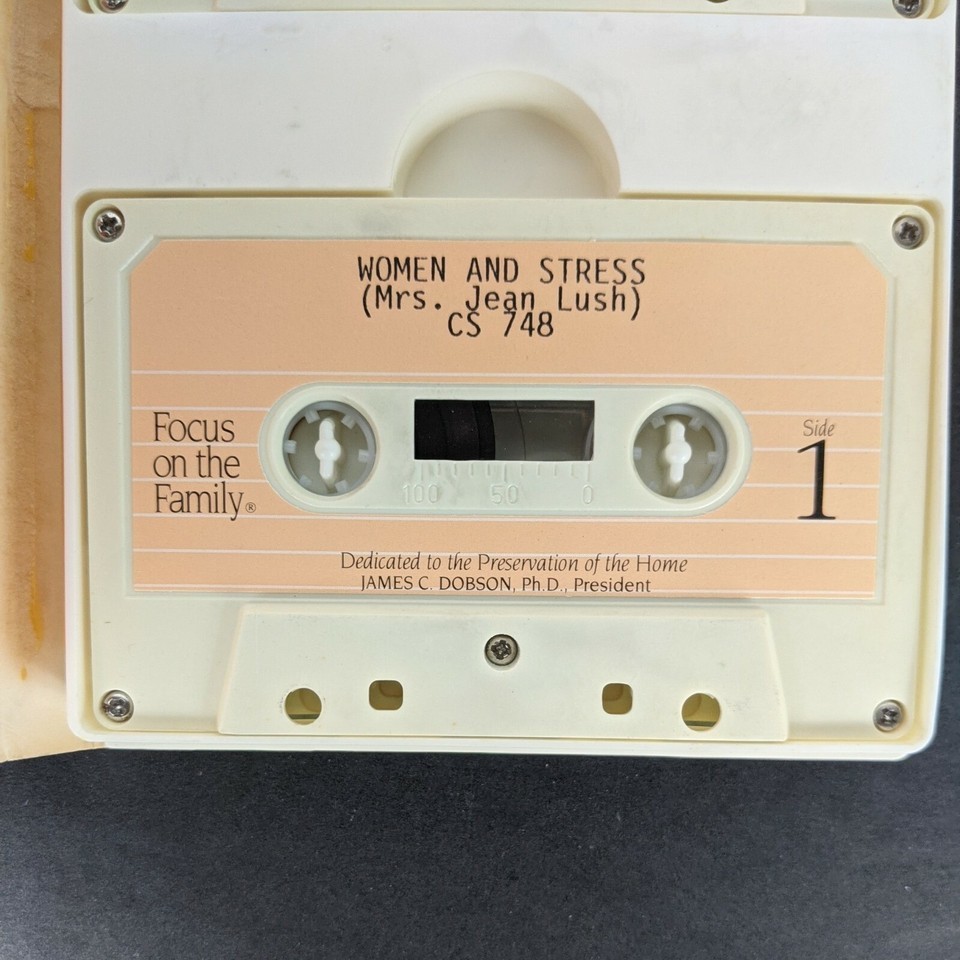 WOMEN AND STRESS
(Mrs. Jean Lush)
CS 748
Focus
on the
Family®
Side
1
100 50 0
Dedicated to the Preservation of the Home
JAMES C. DOBSON, Ph.D., President